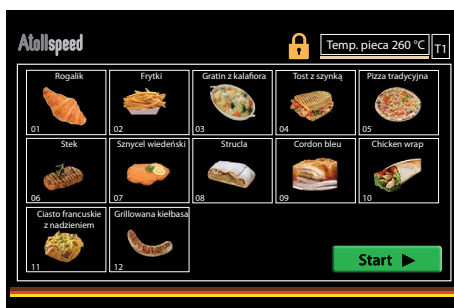 Atollspeed
Temp. pieca 260 °C
T1
Rogalik
01
Frytki
02
Gratin z kalafiora
03
Tost z szynką
04
Pizza tradycyjna
05
Stek
06
Sznycel wiedeński
07
Strucla
08
Cordon bleu
09
Chicken wrap
10
Ciasto francuskie
z nadzieniem
11
Grillowana kiełbasa
12
Start